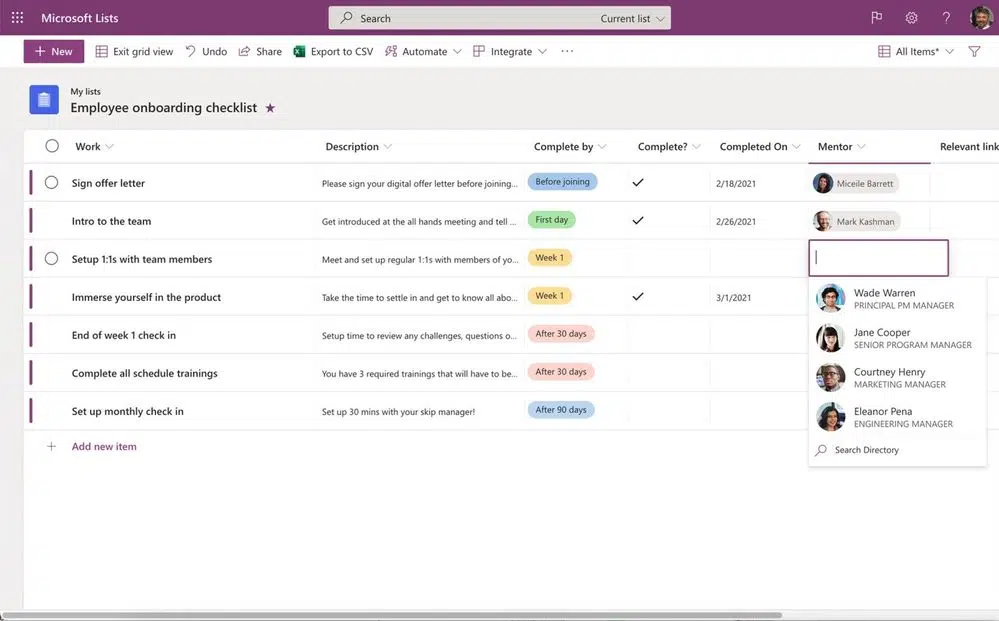 Microsoft Lists
Search
Current list
?
+ New
Exit grid view
Undo
Share
Export to CSV
Automate
Integrate
...
All Items*
My lists
Employee onboarding checklist
Work
Description
Complete by
Complete?
Completed On
Mentor
Relevant link
Sign offer letter
Please sign your digital offer letter before joining...
Before joining
2/18/2021
Miceile Barrett
Intro to the team
Get introduced at the all hands meeting and tell ...
First day
2/26/2021
Mark Kashman
Setup 1:1s with team members
Meet and set up regular 1:1s with members of yo...
Week 1
Immerse yourself in the product
Take the time to settle in and get to know all abo...
Week 1
3/1/2021
End of week 1 check in
Setup time to review any challenges, questions o...
After 30 days
Complete all schedule trainings
You have 3 required trainings that will have to be...
After 30 days
Set up monthly check in
Set up 30 mins with your skip manager!
After 90 days
+ Add new item
Wade Warren
PRINCIPAL PM MANAGER
Jane Cooper
SENIOR PROGRAM MANAGER
Courtney Henry
MARKETING MANAGER
Eleanor Pena
ENGINEERING MANAGER
Search Directory